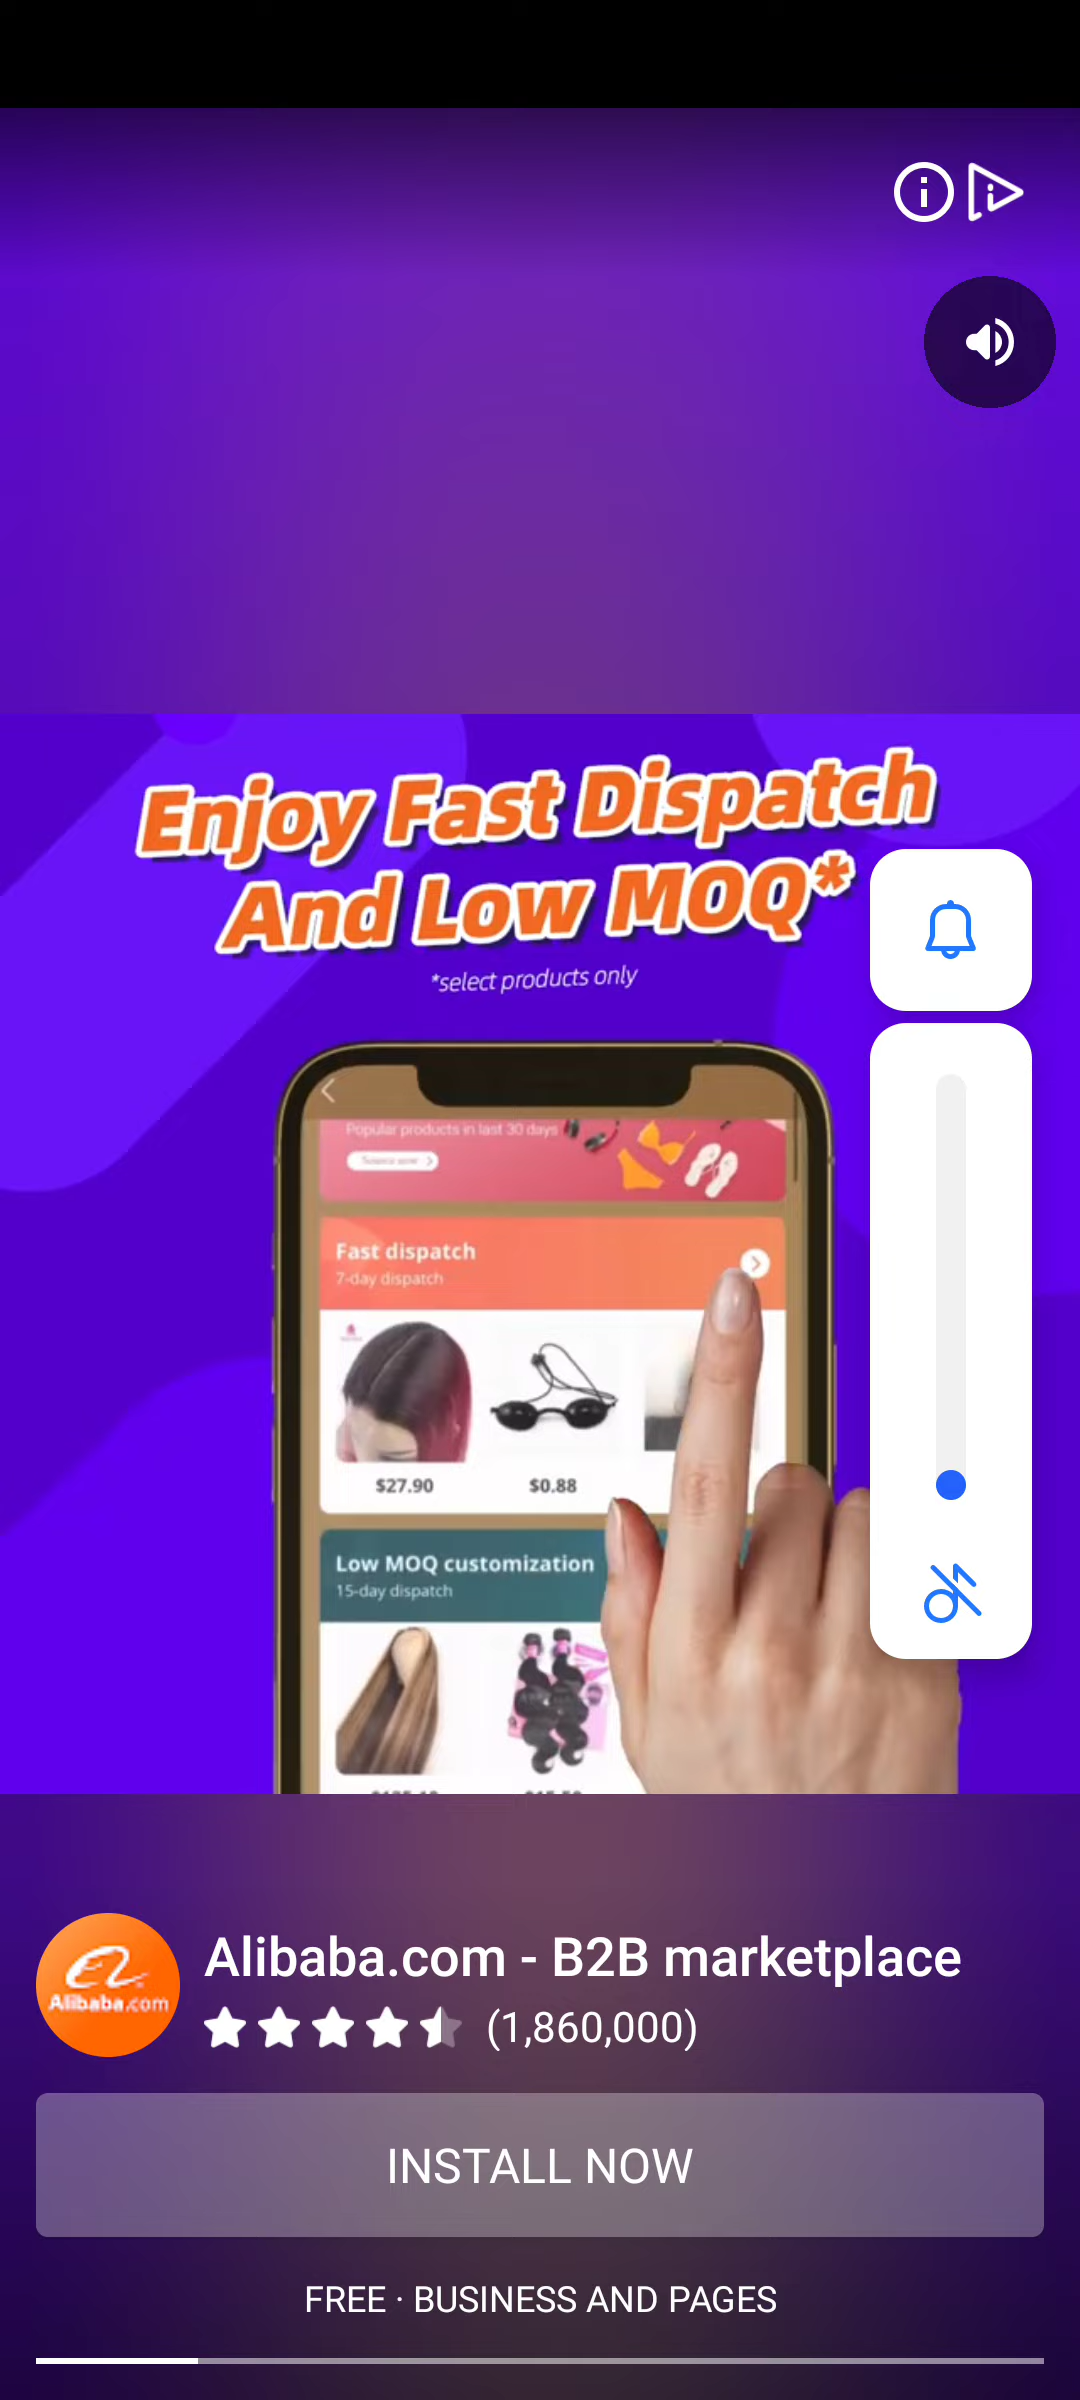 Enjoy Fast Dispatch
And Low MOQ*
*select products only
Popular products in last 30 days
Fast dispatch
7-day dispatch
$27.90 $0.88
Low MOQ customization
15-day dispatch
Alibaba.com
Alibaba.com - B2B marketplace
(1,860,000)
INSTALL NOW
FREE · BUSINESS AND PAGES